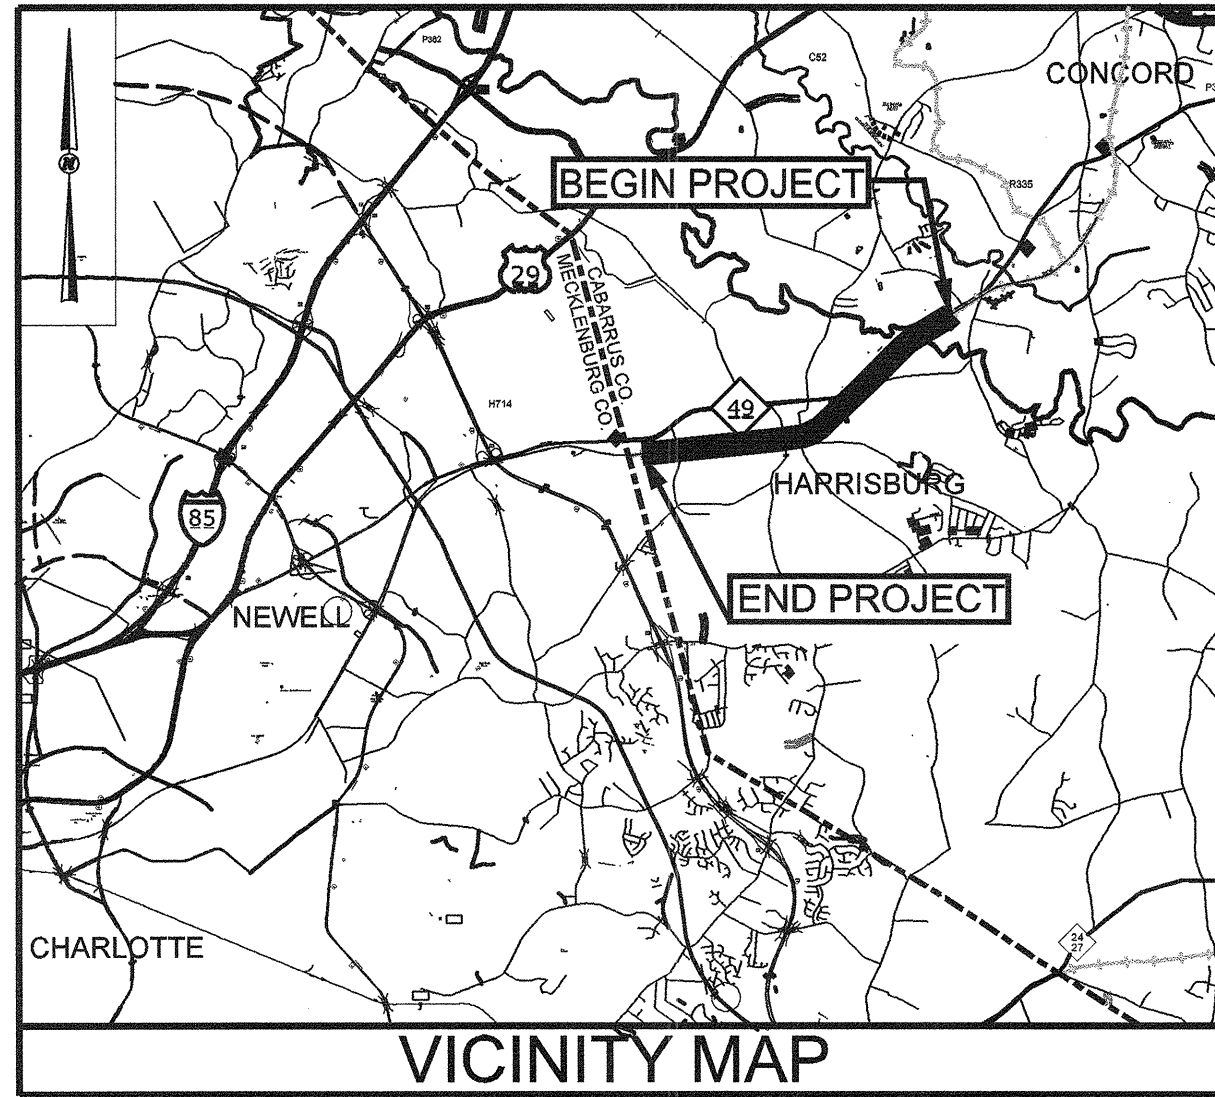 P382
C52
CONCORD
N
BEGIN PROJECT
R335
29
CABARRUS CO.
MECKLENBURG CO.
49
H714
HARRISBURG
85
END PROJECT
NEWELL
24
27
CHARLOTTE
VICINITY MAP